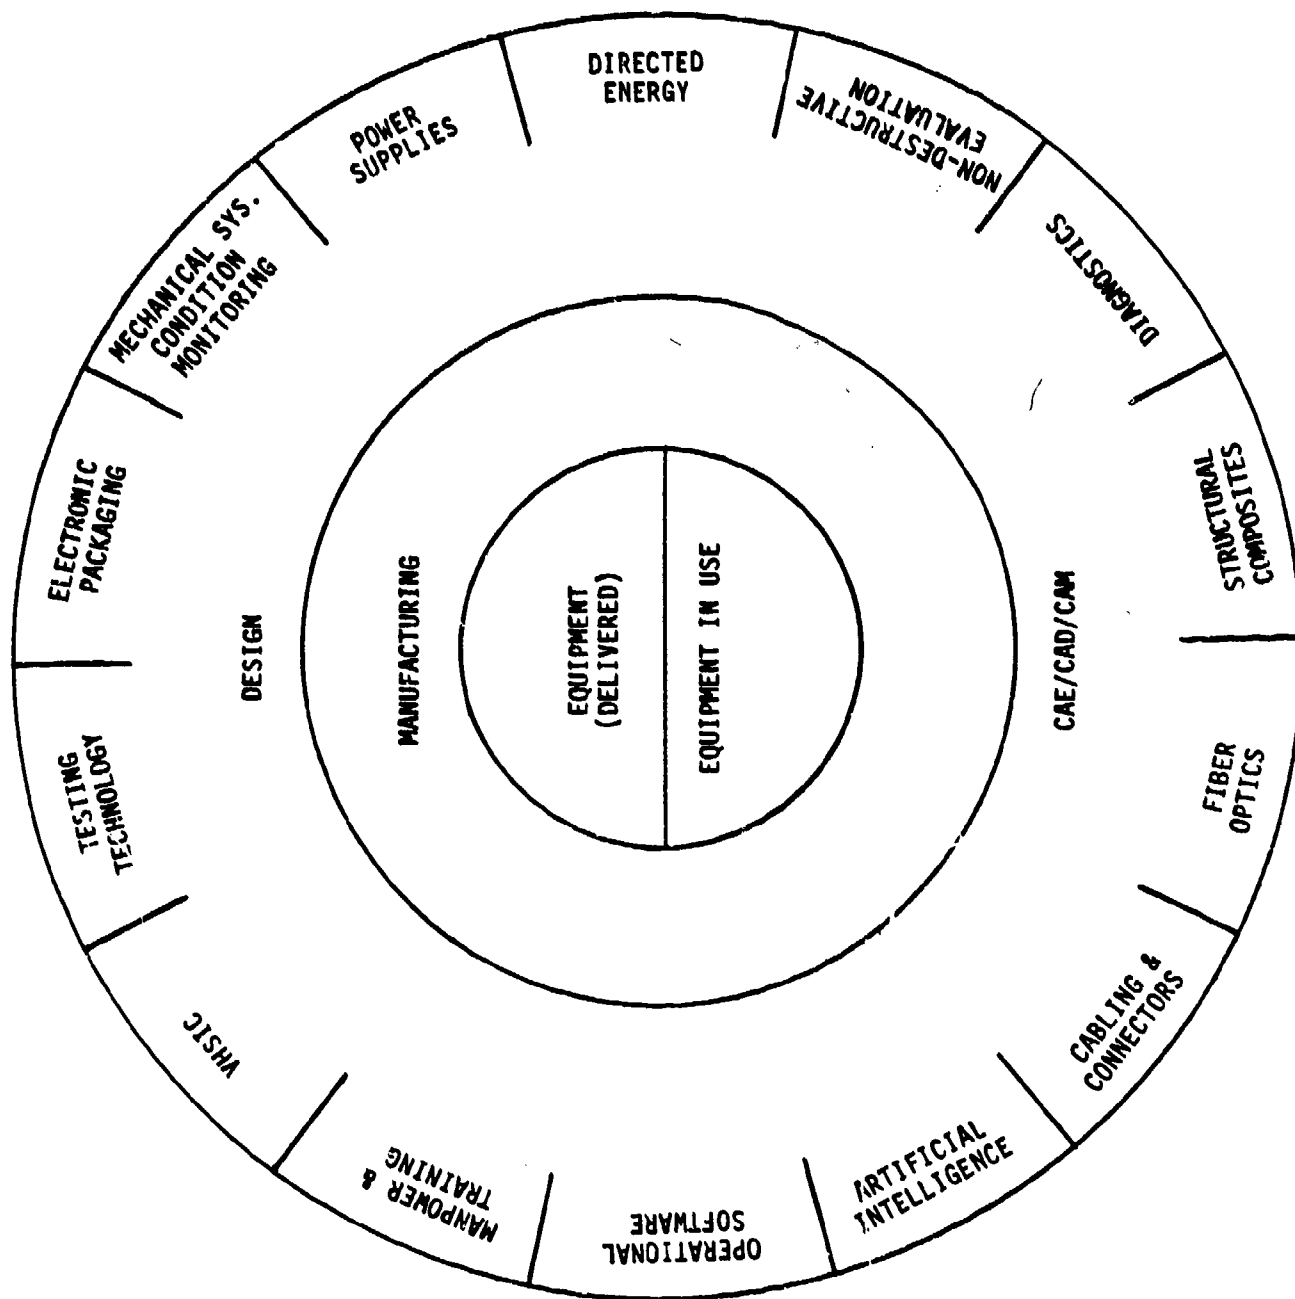 DIRECTED
ENERGY
NON-DESTRUCTIVE
EVALUATION
DIAGNOSTICS
STRUCTURAL
COMPOSITES
FIBER
OPTICS
CABLING &
CONNECTORS
ARTIFICIAL
INTELLIGENCE
OPERATIONAL
SOFTWARE
MANPOWER &
TRAINING
VHSIC
TESTING
TECHNOLOGY
ELECTRONIC
PACKAGING
MECHANICAL SYS.
CONDITION
MONITORING
POWER
SUPPLIES
DESIGN
MANUFACTURING
EQUIPMENT
(DELIVERED)
EQUIPMENT IN USE
CAE/CAD/CAM